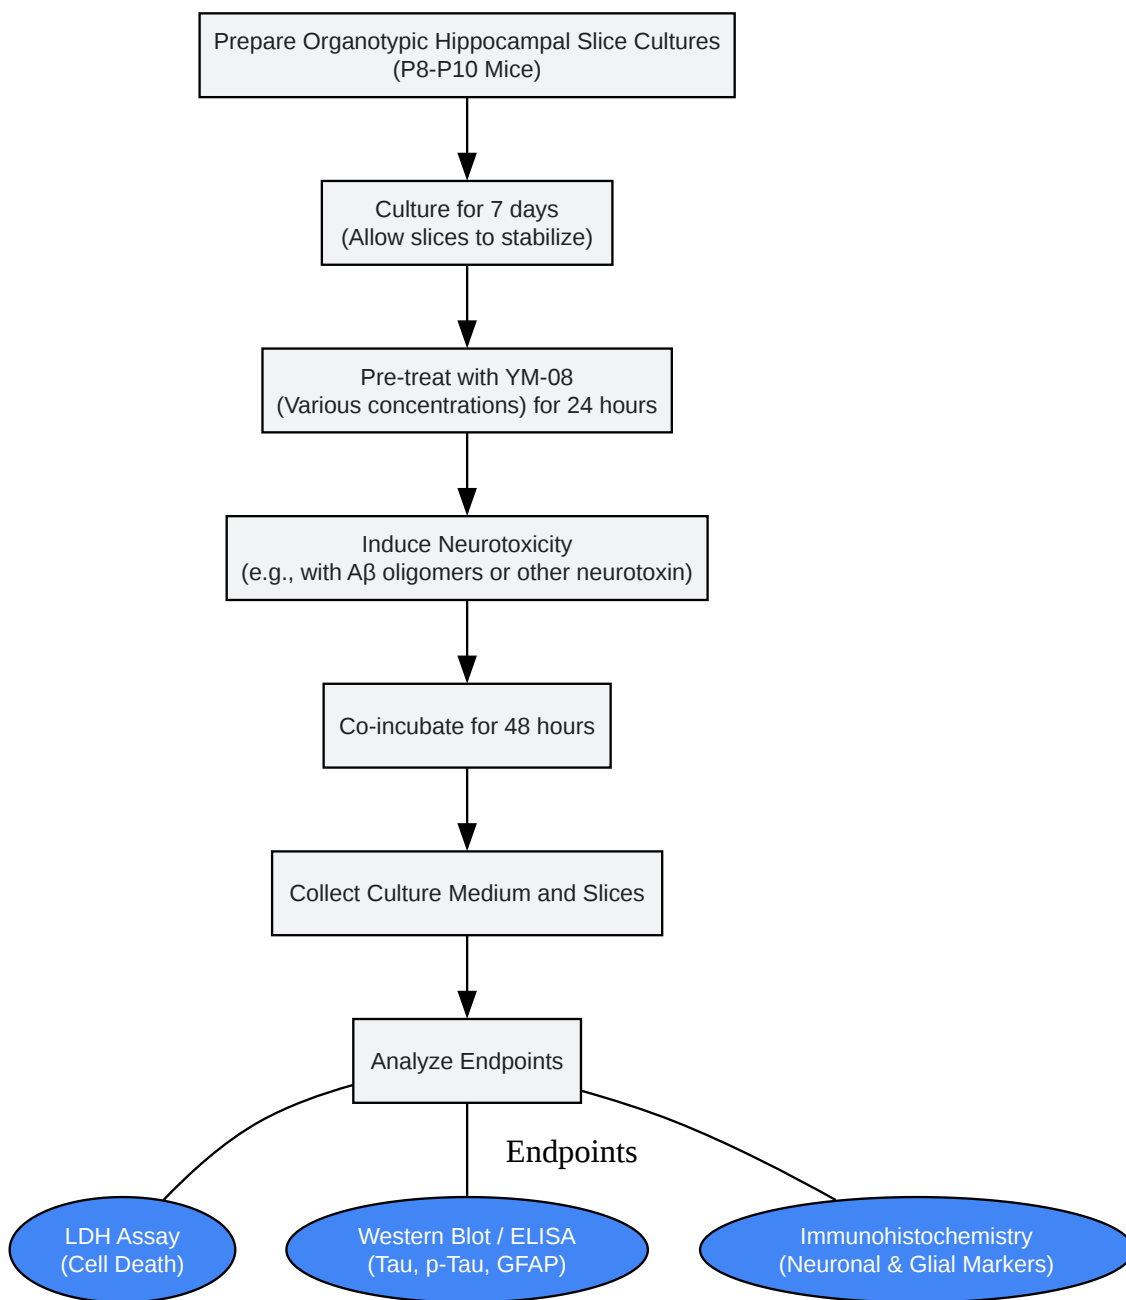 Prepare Organotypic Hippocampal Slice Cultures
(P8-P10 Mice)
Culture for 7 days
(Allow slices to stabilize)
Pre-treat with YM-08
(Various concentrations) for 24 hours
Induce Neurotoxicity
(e.g., with Aβ oligomers or other neurotoxin)
Co-incubate for 48 hours
Collect Culture Medium and Slices
Analyze Endpoints
Endpoints
LDH Assay
(Cell Death)
Western Blot / ELISA
(Tau, p-Tau, GFAP)
Immunohistochemistry
(Neuronal & Glial Markers)